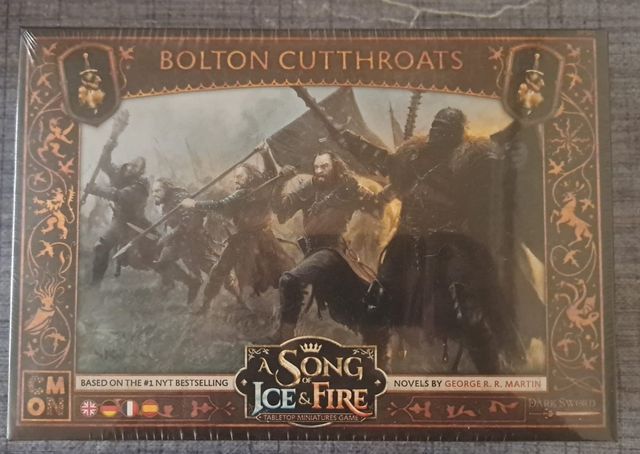 BOLTON CUTTHROATS
A SONG
OF
ICE & FIRE
TABLETOP MINIATURES GAME
BASED ON THE #1 NYT BESTSELLING
NOVELS BY GEORGE R. R. MARTIN
CMON
DARK SWORD